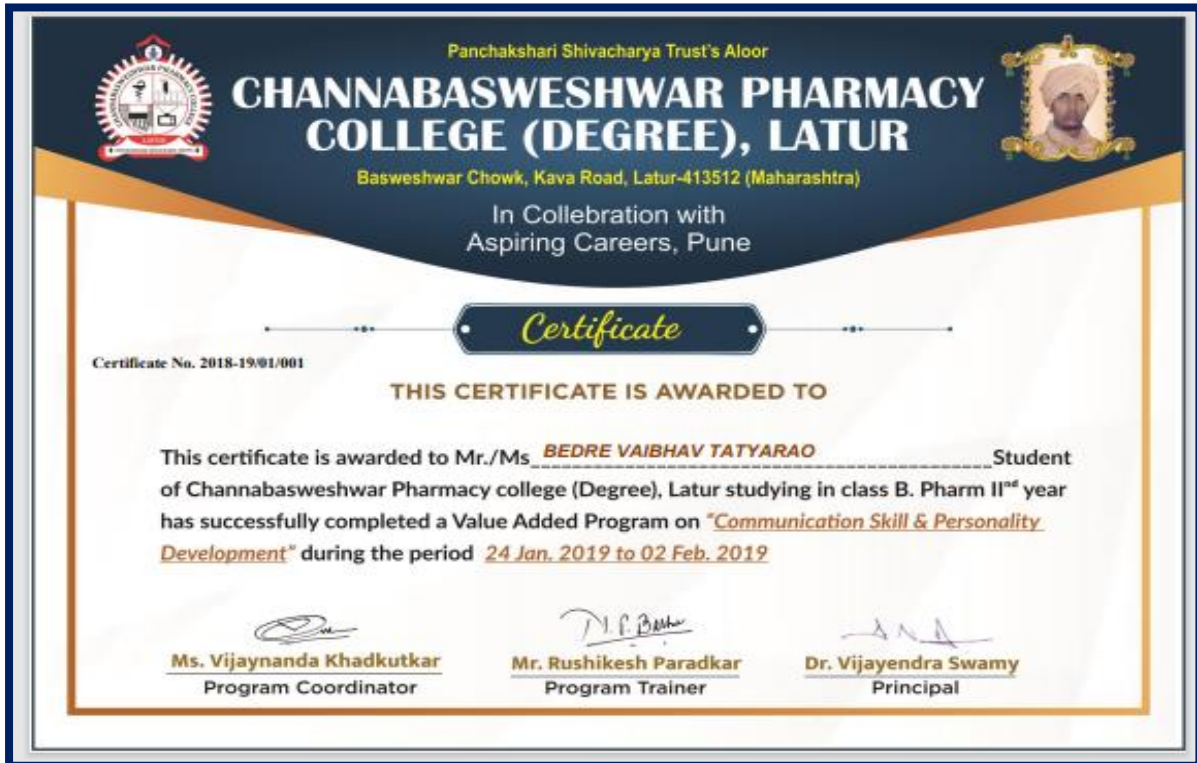 Panchakshari Shivacharya Trust's Aloor
CHANNABASWESHWAR PHARMACY
COLLEGE (DEGREE), LATUR
Basweshwar Chowk, Kava Road, Latur-413512 (Maharashtra)
In Collebration with
Aspiring Careers, Pune
Certificate
Certificate No. 2018-19/01/001
THIS CERTIFICATE IS AWARDED TO
This certificate is awarded to Mr./Ms BEDRE VAIBHAV TATYARAO Student
of Channabasweshwar Pharmacy college (Degree), Latur studying in class B. Pharm IInd year
has successfully completed a Value Added Program on "Communication Skill & Personality
Development" during the period 24 Jan. 2019 to 02 Feb. 2019
Ms. Vijaynanda Khadkutkar
Program Coordinator
Mr. Rushikesh Paradkar
Program Trainer
Dr. Vijayendra Swamy
Principal